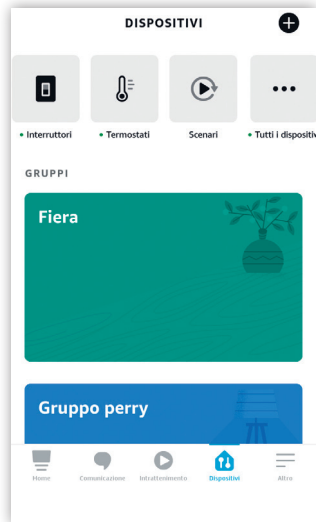 DISPOSITIVI
Interruttori
Termostati
Scenari
Tutti i dispositiv
GRUPPI
Fiera
Gruppo perry
Home
Comunicazione
Intrattenimento
Dispositivi
Altro